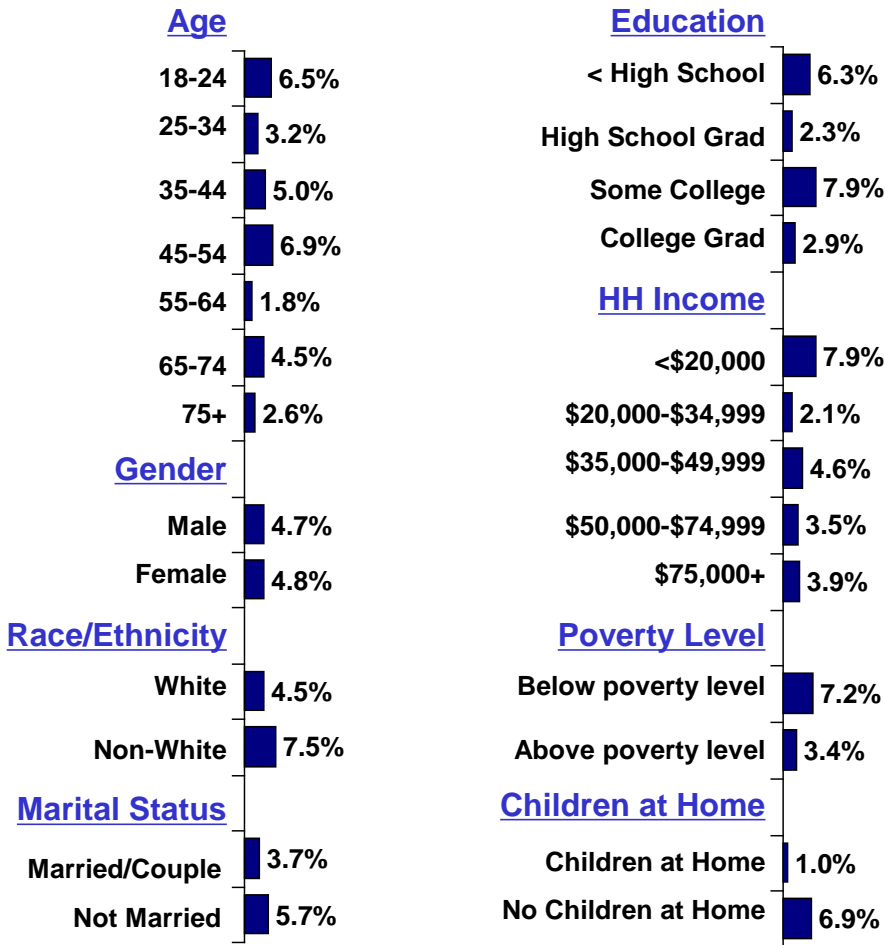 Age
18-24 6.5%
25-34 3.2%
35-44 5.0%
45-54 6.9%
55-64 1.8%
65-74 4.5%
75+ 2.6%
Gender
Male 4.7%
Female 4.8%
Race/Ethnicity
White 4.5%
Non-White 7.5%
Marital Status
Married/Couple 3.7%
Not Married 5.7%
Education
< High School 6.3%
High School Grad 2.3%
Some College 7.9%
College Grad 2.9%
HH Income
<$20,000 7.9%
$20,000-$34,999 2.1%
$35,000-$49,999 4.6%
$50,000-$74,999 3.5%
$75,000+ 3.9%
Poverty Level
Below poverty level 7.2%
Above poverty level 3.4%
Children at Home
Children at Home 1.0%
No Children at Home 6.9%